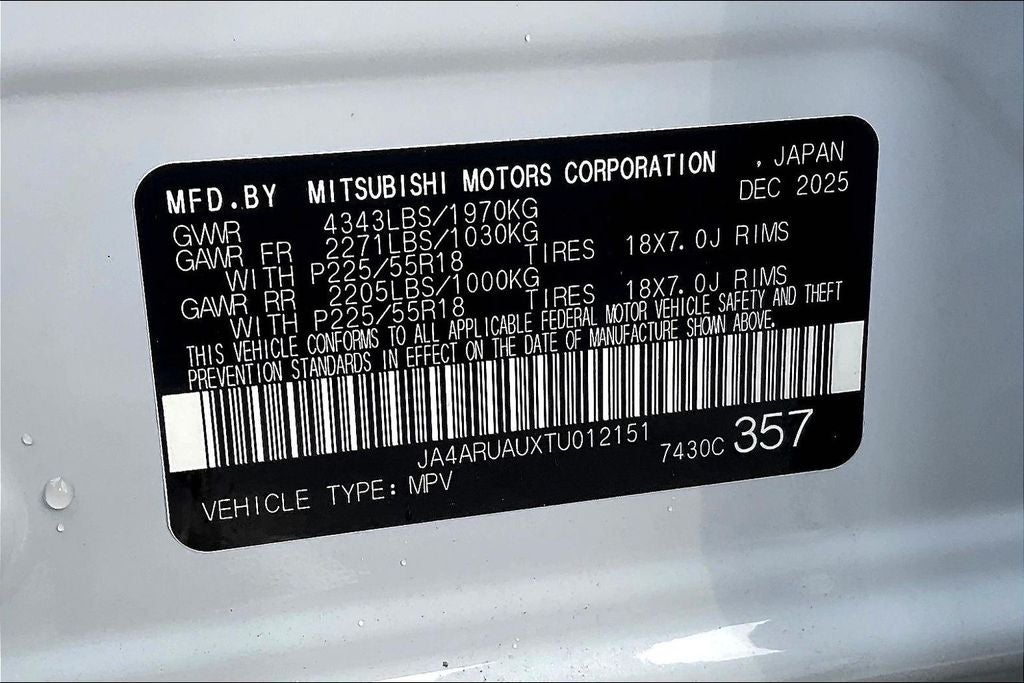 MFD.BY MITSUBISHI MOTORS CORPORATION , JAPAN
DEC 2025
GVWR 4343LBS/1970KG
GAWR FR 2271LBS/1030KG
WITH P225/55R18 TIRES 18X7.0J RIMS
GAWR RR 2205LBS/1000KG
WITH P225/55R18 TIRES 18X7.0J RIMS
THIS VEHICLE CONFORMS TO ALL APPLICABLE FEDERAL MOTOR VEHICLE SAFETY AND THEFT
PREVENTION STANDARDS IN EFFECT ON THE DATE OF MANUFACTURE SHOWN ABOVE.
JA4ARUAUXTU012151
7430C 357
VEHICLE TYPE: MPV